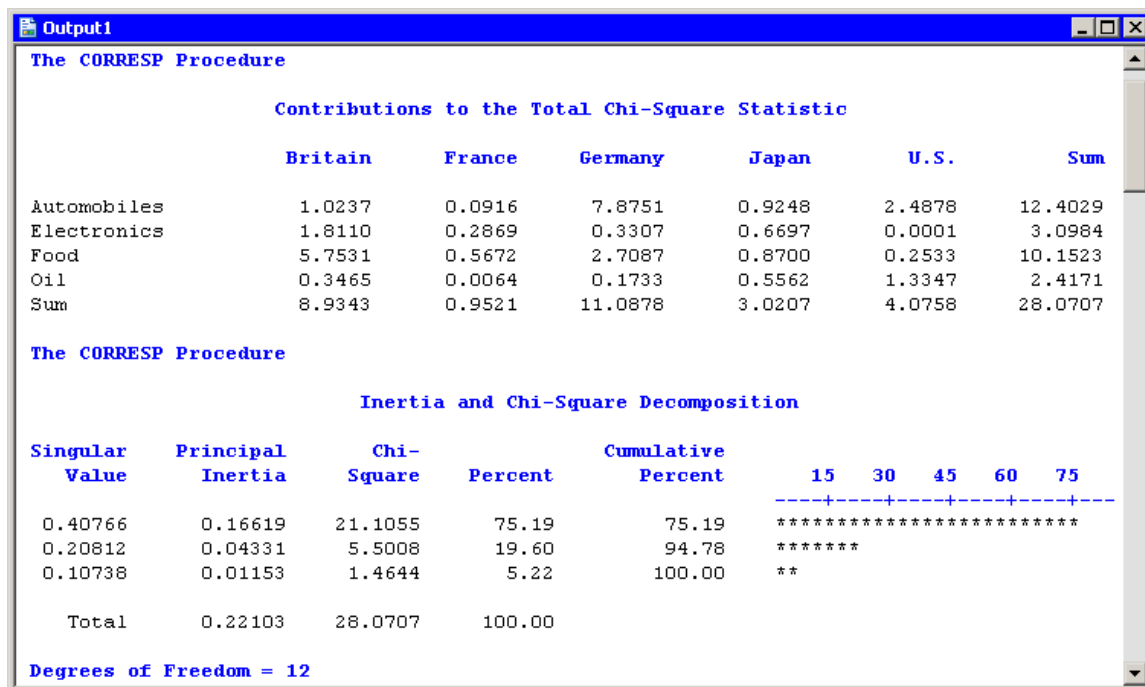 Output1
The CORRESP Procedure
Contributions to the Total Chi-Square Statistic
Britain France Germany Japan U.S. Sum
Automobiles 1.0237 0.0916 7.8751 0.9248 2.4878 12.4029
Electronics 1.8110 0.2869 0.3307 0.6697 0.0001 3.0984
Food 5.7531 0.5672 2.7087 0.8700 0.2533 10.1523
Oil 0.3465 0.0064 0.1733 0.5562 1.3347 2.4171
Sum 8.9343 0.9521 11.0878 3.0207 4.0758 28.0707
The CORRESP Procedure
Inertia and Chi-Square Decomposition
Singular Principal Chi- Cumulative
Value Inertia Square Percent Percent 15 30 45 60 75
----+----+----+----+----+---
0.40766 0.16619 21.1055 75.19 75.19 *************************
0.20812 0.04331 5.5008 19.60 94.78 *******
0.10738 0.01153 1.4644 5.22 100.00 **
Total 0.22103 28.0707 100.00
Degrees of Freedom = 12